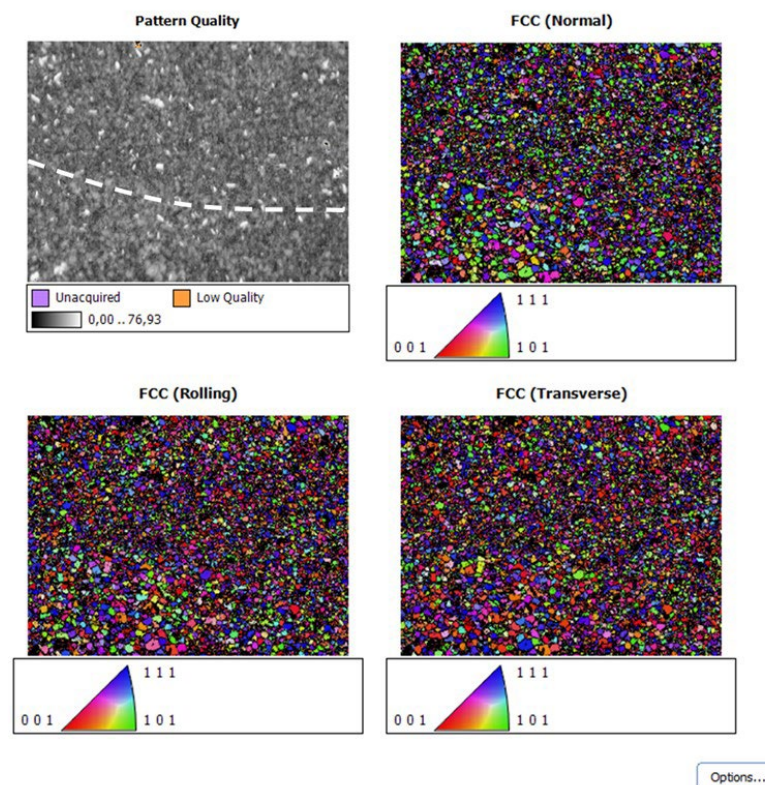 Pattern Quality
FCC (Normal)
Unacquired
Low Quality
0,00 .. 76,93
1 1 1
0 0 1
1 0 1
FCC (Rolling)
FCC (Transverse)
1 1 1
0 0 1
1 0 1
1 1 1
0 0 1
1 0 1
Options...